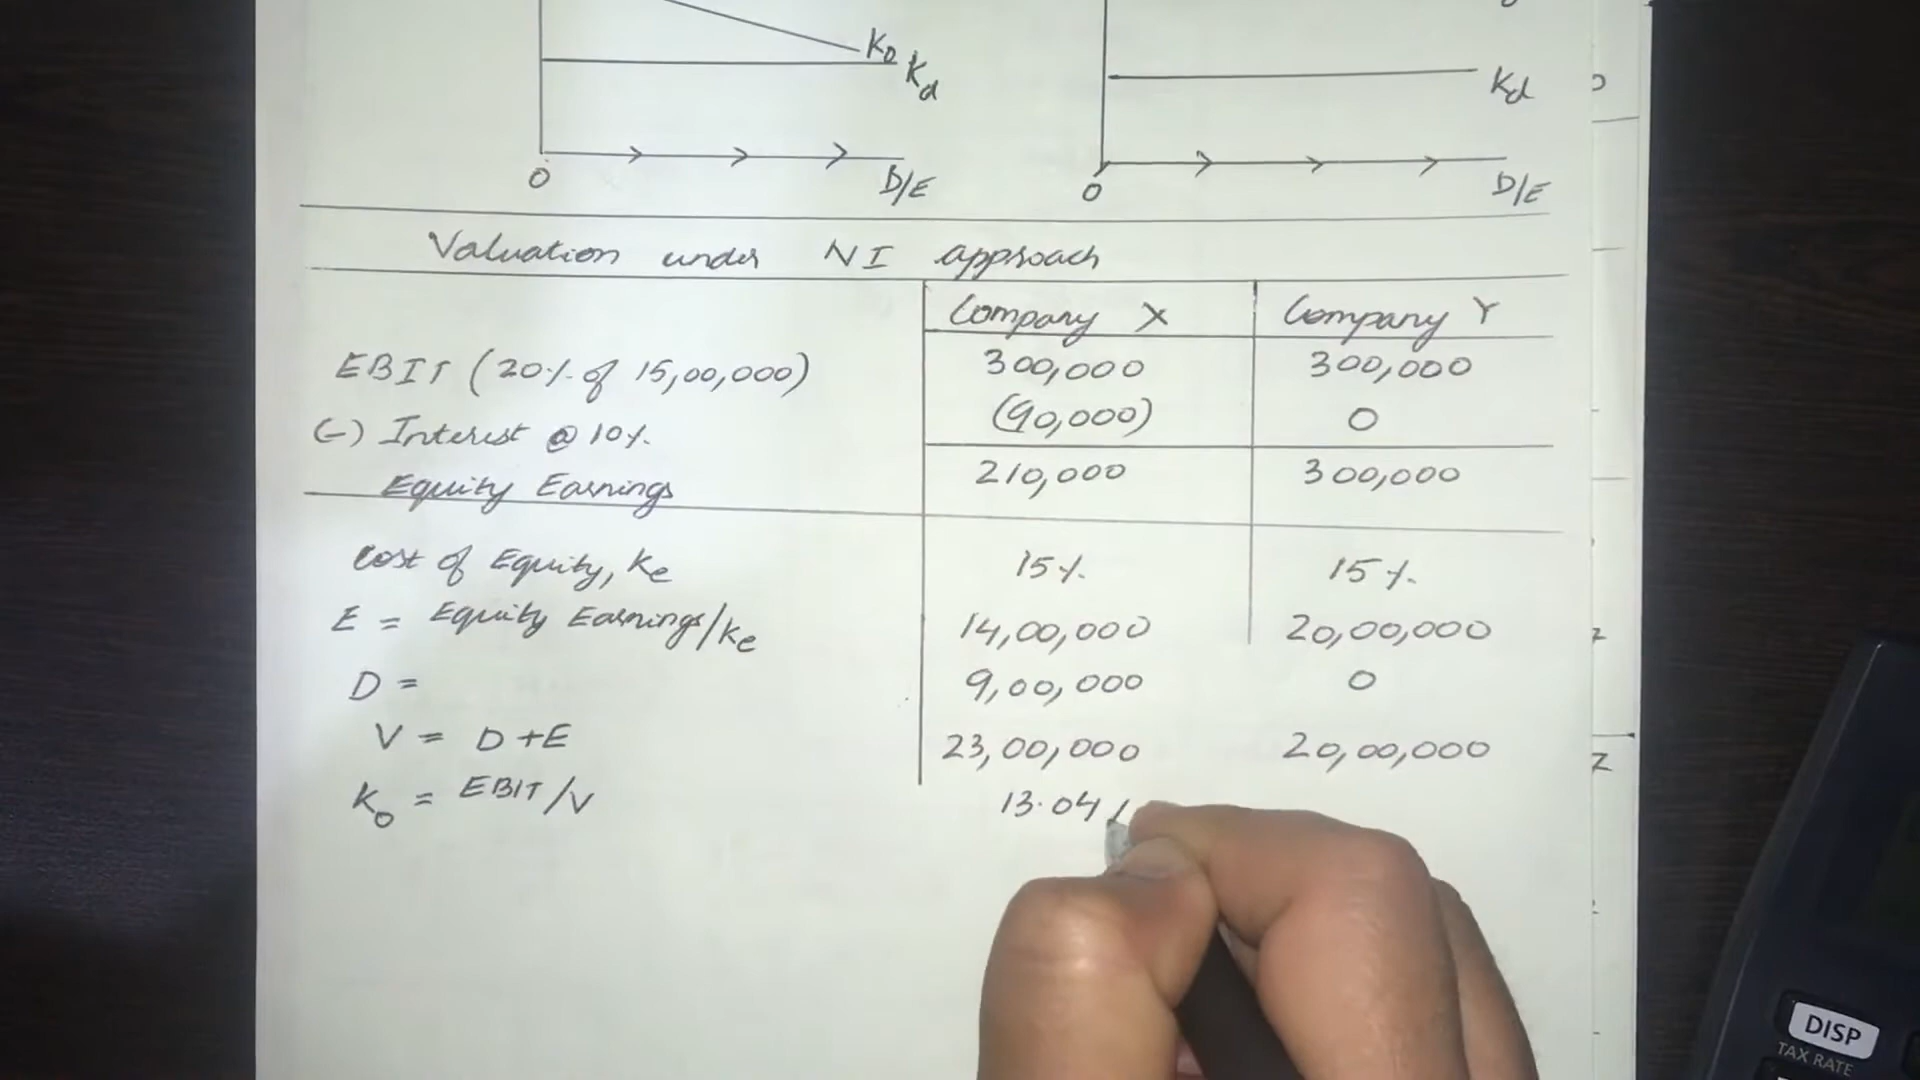 Ko
Kd
Kd
0
D/E
0
D/E
Valuation under NI approach
Company X Company Y
EBIT (20% of 15,00,000) 300,000 300,000
(-) Interest @ 10% (90,000) 0
Equity Earnings 210,000 300,000
Cost of Equity, Ke 15% 15%
E = Equity Earnings/Ke 14,00,000 20,00,000
D = 9,00,000 0
V = D+E 23,00,000 20,00,000
Ko = EBIT/V 13.04
DISP
TAX RATE